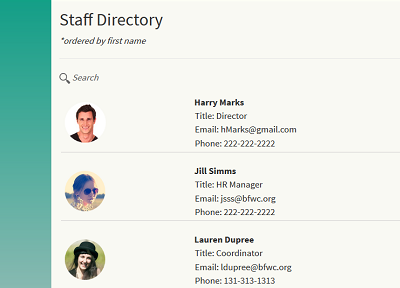 Staff Directory
*ordered by first name
Search
Harry Marks
Title: Director
Email: hMarks@gmail.com
Phone: 222-222-2222
Jill Simms
Title: HR Manager
Email: jsss@bfwc.org
Phone: 222-222-2222
Lauren Dupree
Title: Coordinator
Email: ldupree@bfwc.org
Phone: 131-313-1313